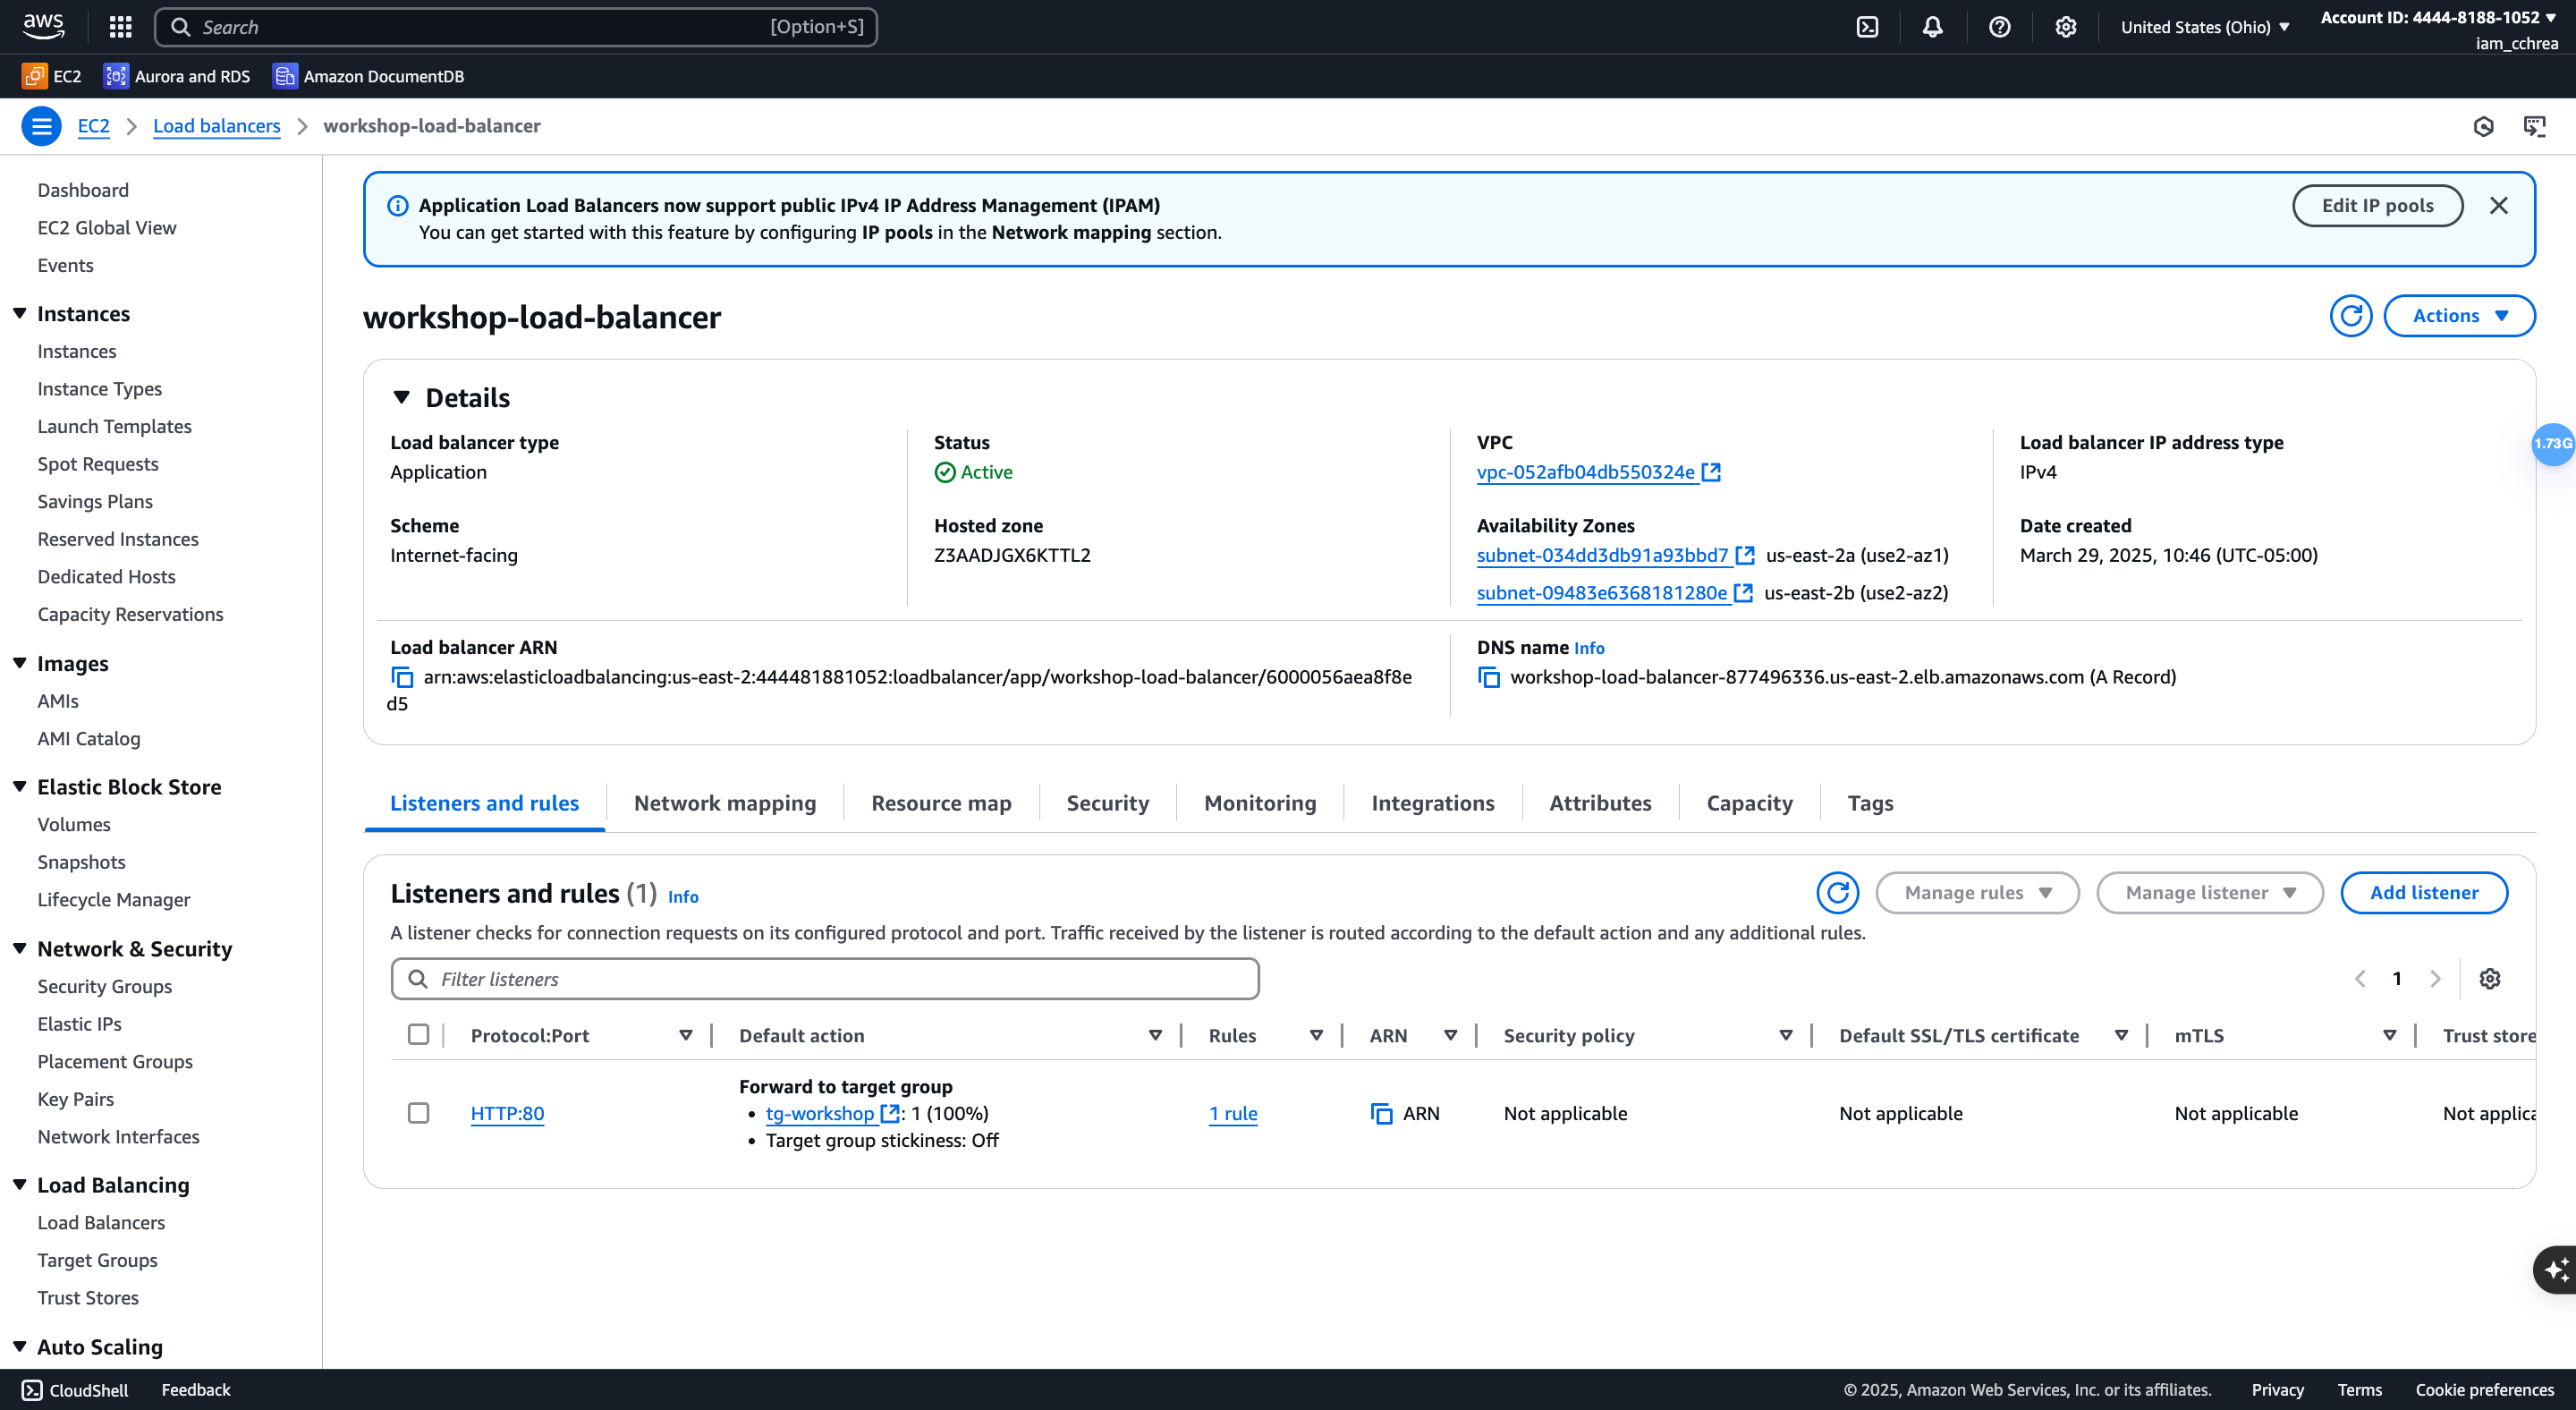 aws
Search
[Option+S]
United States (Ohio)
Account ID: 4444-8188-1052
iam_cchrea
EC2
Aurora and RDS
Amazon DocumentDB
EC2
Load balancers
workshop-load-balancer
Dashboard
EC2 Global View
Events
Instances
Instances
Instance Types
Launch Templates
Spot Requests
Savings Plans
Reserved Instances
Dedicated Hosts
Capacity Reservations
Images
AMIs
AMI Catalog
Elastic Block Store
Volumes
Snapshots
Lifecycle Manager
Network & Security
Security Groups
Elastic IPs
Placement Groups
Key Pairs
Network Interfaces
Load Balancing
Load Balancers
Target Groups
Trust Stores
Auto Scaling
Application Load Balancers now support public IPv4 IP Address Management (IPAM)
You can get started with this feature by configuring IP pools in the Network mapping section.
Edit IP pools
workshop-load-balancer
Actions
Details
Load balancer type
Application
Status
Active
VPC
vpc-052afb04db550324e
Load balancer IP address type
IPv4
Scheme
Internet-facing
Hosted zone
Z3AADJGX6KTTL2
Availability Zones
subnet-034dd3db91a93bbd7 us-east-2a (use2-az1)
subnet-09483e6368181280e us-east-2b (use2-az2)
Date created
March 29, 2025, 10:46 (UTC-05:00)
Load balancer ARN
arn:aws:elasticloadbalancing:us-east-2:444481881052:loadbalancer/app/workshop-load-balancer/6000056aea8f8e
d5
DNS name Info
workshop-load-balancer-877496336.us-east-2.elb.amazonaws.com (A Record)
1.73G
Listeners and rules
Network mapping
Resource map
Security
Monitoring
Integrations
Attributes
Capacity
Tags
Listeners and rules (1) Info
Manage rules
Manage listener
Add listener
A listener checks for connection requests on its configured protocol and port. Traffic received by the listener is routed according to the default action and any additional rules.
Filter listeners
1
Protocol:Port
Default action
Rules
ARN
Security policy
Default SSL/TLS certificate
mTLS
Trust store
HTTP:80
Forward to target group
• tg-workshop : 1 (100%)
• Target group stickiness: Off
1 rule
ARN
Not applicable
Not applicable
Not applicable
Not applica
CloudShell
Feedback
© 2025, Amazon Web Services, Inc. or its affiliates.
Privacy
Terms
Cookie preferences